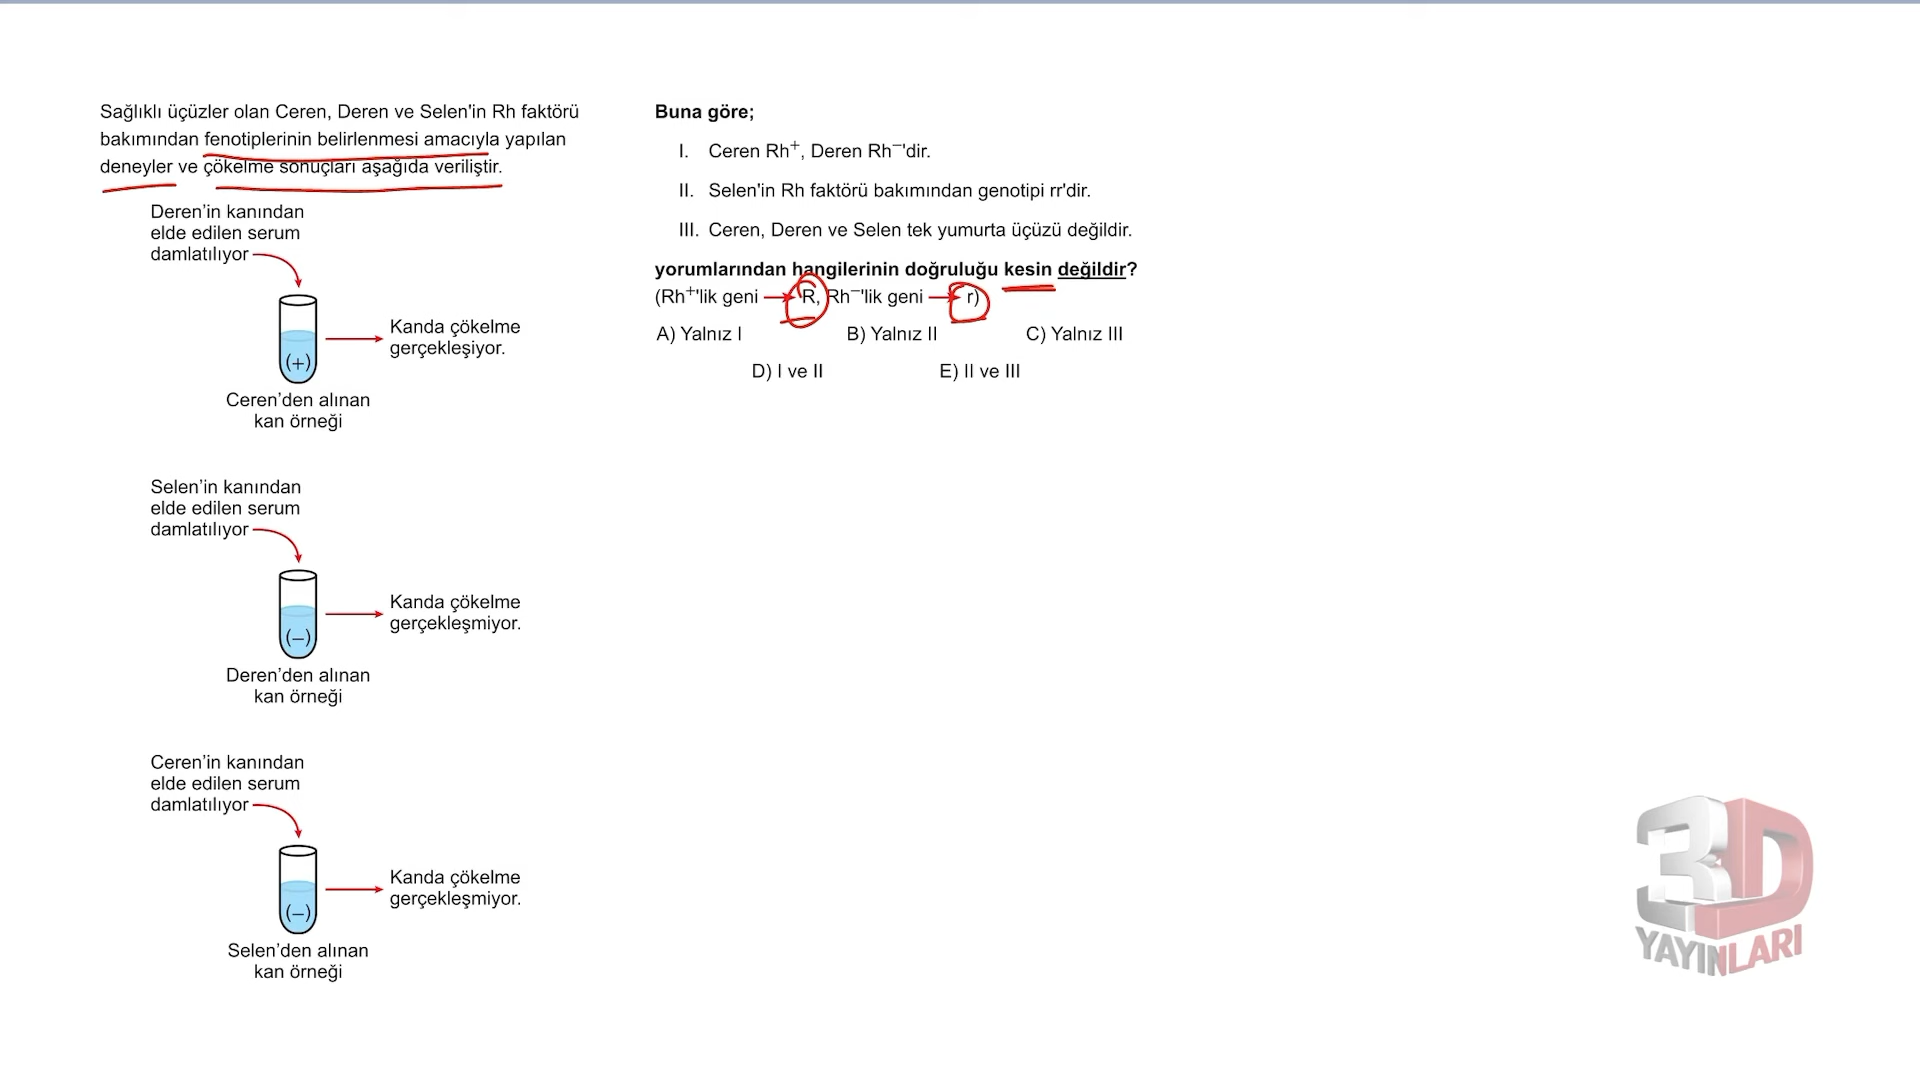 Sağlıklı üçüzler olan Ceren, Deren ve Selen'in Rh faktörü
bakımından fenotiplerinin belirlenmesi amacıyla yapılan
deneyler ve çökelme sonuçları aşağıda veriliştir.
Deren'in kanından
elde edilen serum
damlatılıyor
(+)
Kanda çökelme
gerçekleşiyor.
Ceren'den alınan
kan örneği
Selen'in kanından
elde edilen serum
damlatılıyor
(–)
Kanda çökelme
gerçekleşmiyor.
Deren'den alınan
kan örneği
Ceren'in kanından
elde edilen serum
damlatılıyor
(–)
Kanda çökelme
gerçekleşmiyor.
Selen'den alınan
kan örneği
Buna göre;
I. Ceren Rh⁺, Deren Rh⁻'dir.
II. Selen'in Rh faktörü bakımından genotipi rr'dir.
III. Ceren, Deren ve Selen tek yumurta üçüzü değildir.
yorumlarından hangilerinin doğruluğu kesin değildir?
(Rh⁺'lik geni → R, Rh⁻'lik geni → r)
A) Yalnız I B) Yalnız II C) Yalnız III
D) I ve II E) II ve III
3D
YAYINLARI